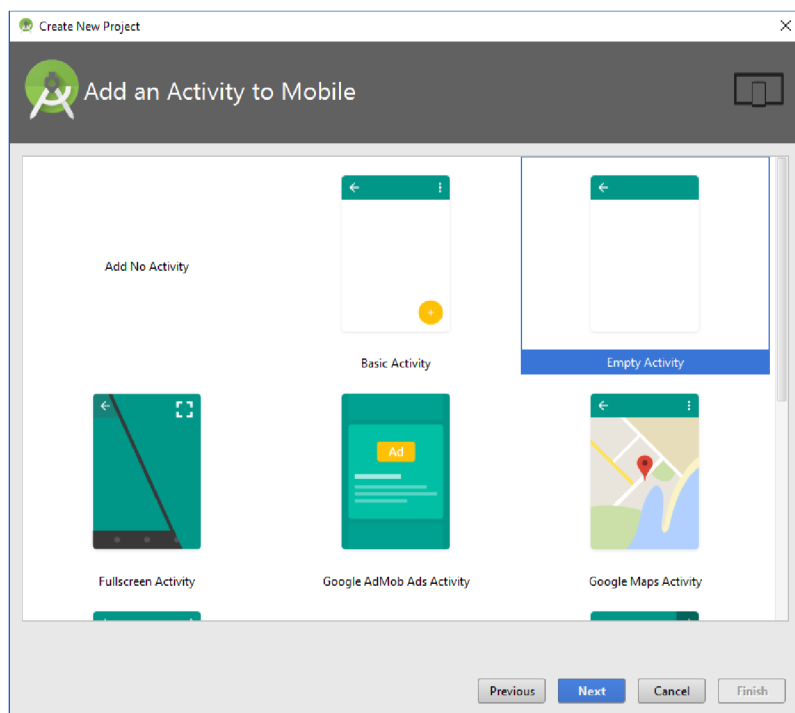 Create New Project
Add an Activity to Mobile
Add No Activity
Basic Activity
Empty Activity
Ad
Fullscreen Activity
Google AdMob Ads Activity
Google Maps Activity
Previous
Next
Cancel
Finish